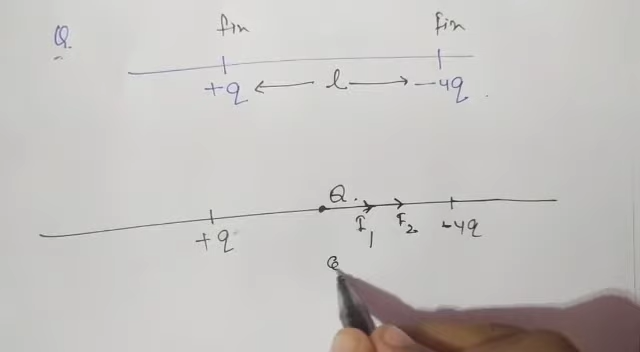 Q. fix fix
+q ← l → -4q
Q.
+q F1 F2 -4q